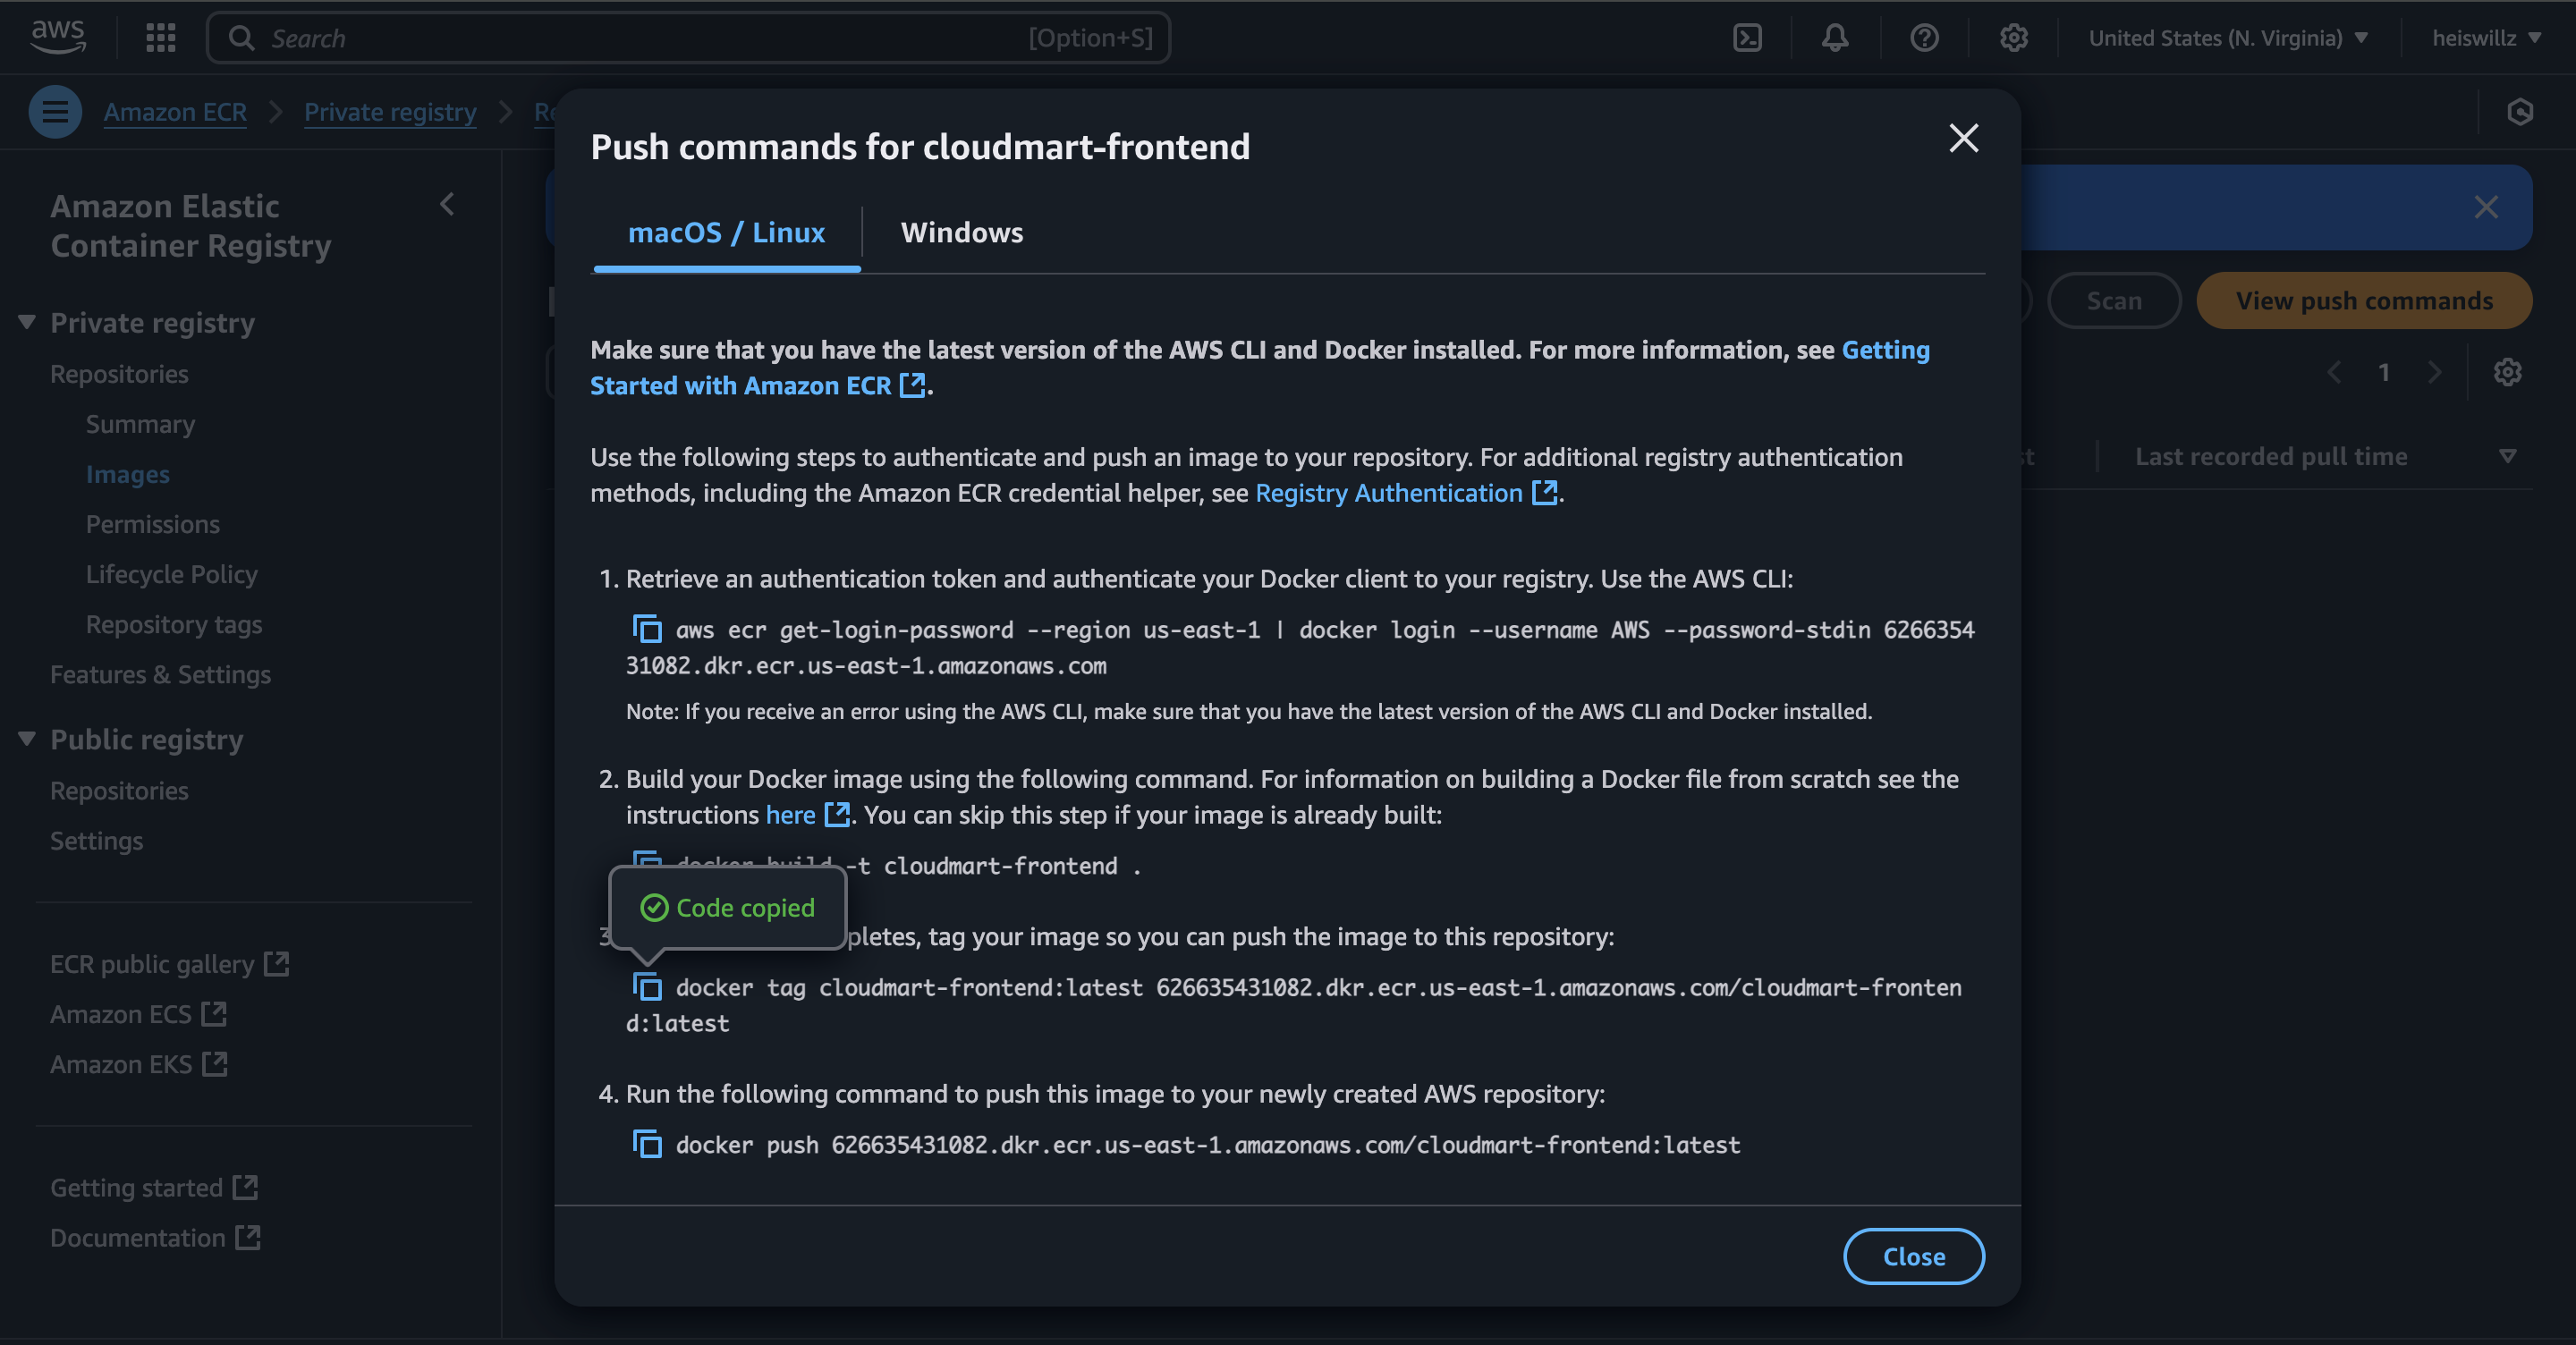 aws
Search
[Option+S]
United States (N. Virginia)
heiswillz
Amazon ECR
Private registry
Amazon Elastic
Container Registry
Private registry
Repositories
Summary
Images
Permissions
Lifecycle Policy
Repository tags
Features & Settings
Public registry
Repositories
Settings
ECR public gallery
Amazon ECS
Amazon EKS
Getting started
Documentation
Push commands for cloudmart-frontend
macOS / Linux
Windows
Make sure that you have the latest version of the AWS CLI and Docker installed. For more information, see Getting
Started with Amazon ECR.
Use the following steps to authenticate and push an image to your repository. For additional registry authentication
methods, including the Amazon ECR credential helper, see Registry Authentication.
1. Retrieve an authentication token and authenticate your Docker client to your registry. Use the AWS CLI:
aws ecr get-login-password --region us-east-1 | docker login --username AWS --password-stdin 6266354
31082.dkr.ecr.us-east-1.amazonaws.com
Note: If you receive an error using the AWS CLI, make sure that you have the latest version of the AWS CLI and Docker installed.
2. Build your Docker image using the following command. For information on building a Docker file from scratch see the
instructions here. You can skip this step if your image is already built:
docker build -t cloudmart-frontend .
Code copied
pletes, tag your image so you can push the image to this repository:
docker tag cloudmart-frontend:latest 626635431082.dkr.ecr.us-east-1.amazonaws.com/cloudmart-fronten
d:latest
4. Run the following command to push this image to your newly created AWS repository:
docker push 626635431082.dkr.ecr.us-east-1.amazonaws.com/cloudmart-frontend:latest
Close
Scan
View push commands
1
Last recorded pull time